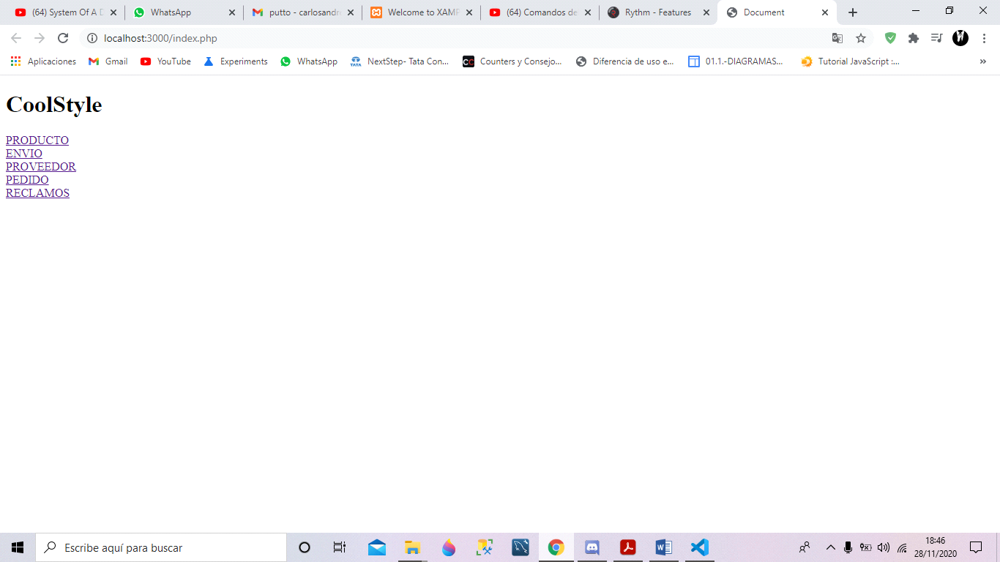 (64) System Of A D
WhatsApp
putto - carlosandr
Welcome to XAMP
(64) Comandos de
Rythm - Features
Document
localhost:3000/index.php
Aplicaciones
Gmail
YouTube
Experiments
WhatsApp
TATA
NextStep- Tata Con...
CC
Counters y Consejo...
Diferencia de uso e...
01.1.-DIAGRAMAS...
Tutorial JavaScript :...
»
CoolStyle
PRODUCTO
ENVIO
PROVEEDOR
PEDIDO
RECLAMOS
Escribe aquí para buscar
18:46
28/11/2020